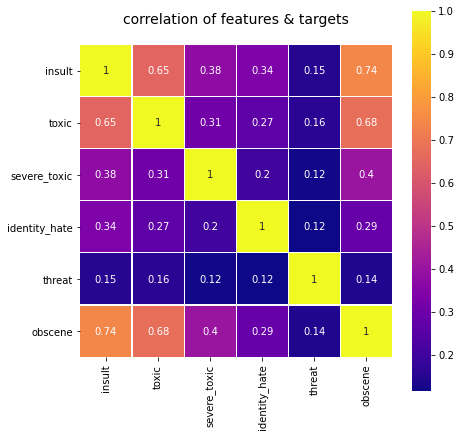 correlation of features & targets
1.0
insult 1 0.65 0.38 0.34 0.15 0.74
0.9
toxic 0.65 1 0.31 0.27 0.16 0.68
0.8
0.7
severe_toxic 0.38 0.31 1 0.2 0.12 0.4
0.6
identity_hate 0.34 0.27 0.2 1 0.12 0.29
0.5
0.4
threat 0.15 0.16 0.12 0.12 1 0.14
0.3
obscene 0.74 0.68 0.4 0.29 0.14 1
0.2
insult toxic severe_toxic identity_hate threat obscene